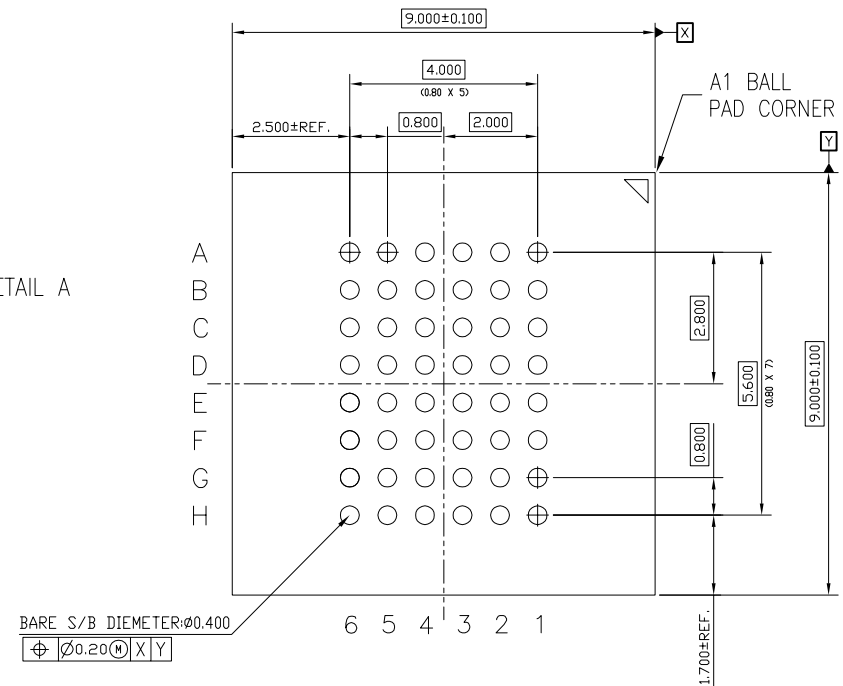 9.000±0.100
X
4.000
(0.80 X 5)
A1 BALL
PAD CORNER
2.500±REF.
0.800
2.000
Y
A
B
C
D
E
F
G
H
ETAIL A
2.800
5.600
(0.80 X 7)
9.000±0.100
0.800
1.700±REF.
BARE S/B DIEMETER:Ø0.400
⌖ Ø0.20Ⓜ X Y
6 5 4 3 2 1